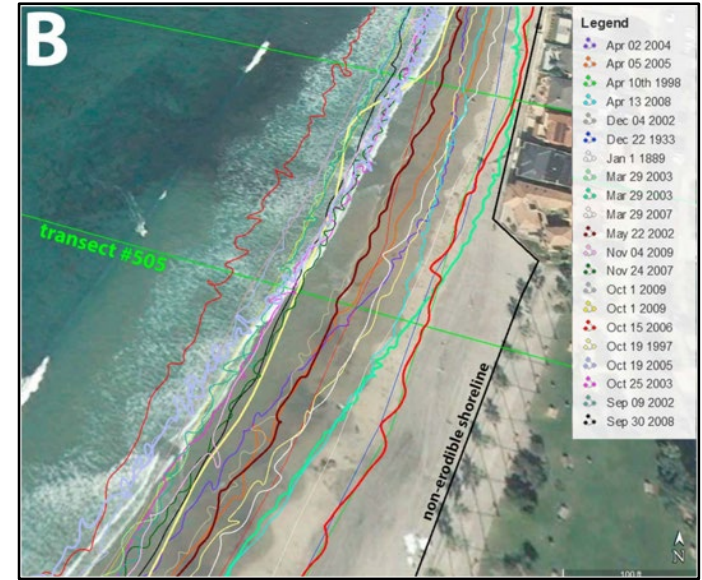 B
transect #505
non-erodible shoreline
Legend
Apr 02 2004
Apr 05 2005
Apr 10th 1998
Apr 13 2008
Dec 04 2002
Dec 22 1933
Jan 1 1889
Mar 29 2003
Mar 29 2003
Mar 29 2007
May 22 2002
Nov 04 2009
Nov 24 2007
Oct 1 2009
Oct 1 2009
Oct 15 2006
Oct 19 1997
Oct 19 2005
Oct 25 2003
Sep 09 2002
Sep 30 2008
N
100 ft